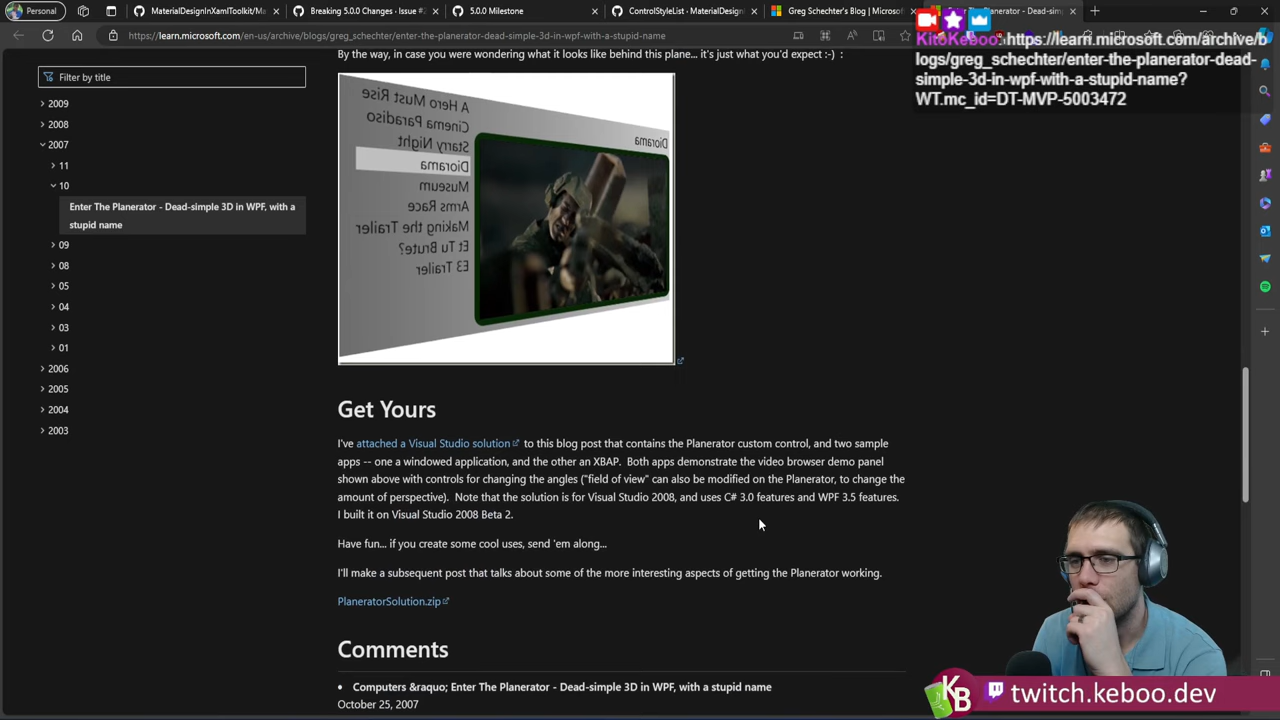 Personal
MaterialDesignInXamlToolkit/Ma
Breaking 5.0.0 Changes - Issue #
5.0.0 Milestone
ControlStyleList - MaterialDesign
Greg Schechter's Blog | Microsof
https://learn.microsoft.com/en-us/archive/blogs/greg_schechter/enter-the-planerator-dead-simple-3d-in-wpf-with-a-stupid-name
KitoKeboo: https://learn.microsoft.com/archive/b
logs/greg_schechter/enter-the-planerator-dead-
simple-3d-in-wpf-with-a-stupid-name?
WT.mc_id=DT-MVP-5003472
Filter by title
2009
2008
2007
11
10
Enter The Planerator - Dead-simple 3D in WPF, with a
stupid name
09
08
05
04
03
01
2006
2005
2004
2003
By the way, in case you were wondering what it looks like behind this plane... it's just what you'd expect :-) :
A Hero Must Rise
Cinema Paradiso
Starry Night
Diorama
Museum
Arms Race
Making the Trailer
Et Tu Brute?
E3 Trailer
Diorama
Get Yours
I've attached a Visual Studio solution to this blog post that contains the Planerator custom control, and two sample
apps -- one a windowed application, and the other an XBAP. Both apps demonstrate the video browser demo panel
shown above with controls for changing the angles ("field of view" can also be modified on the Planerator, to change the
amount of perspective). Note that the solution is for Visual Studio 2008, and uses C# 3.0 features and WPF 3.5 features.
I built it on Visual Studio 2008 Beta 2.
Have fun... if you create some cool uses, send 'em along...
I'll make a subsequent post that talks about some of the more interesting aspects of getting the Planerator working.
PlaneratorSolution.zip
Comments
Computers &raquo; Enter The Planerator - Dead-simple 3D in WPF, with a stupid name
October 25, 2007
KB
twitch.keboo.dev